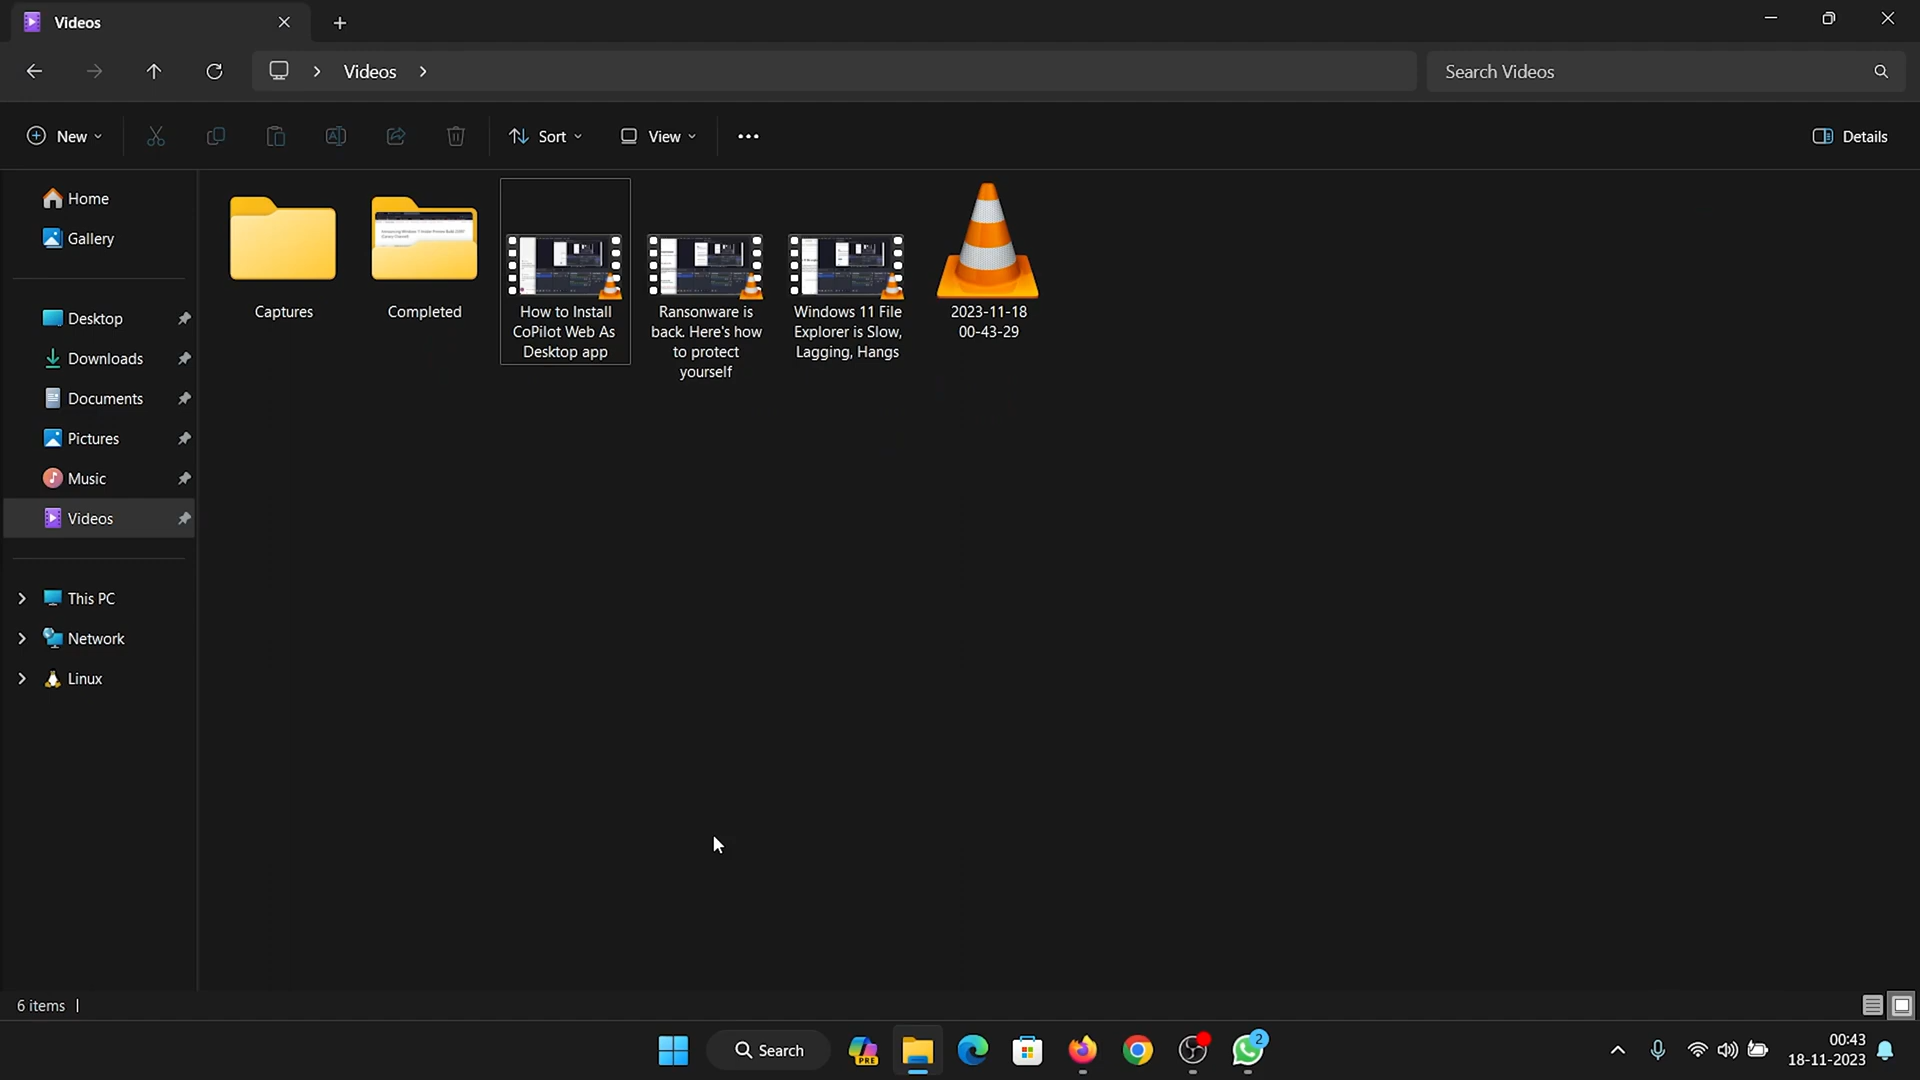 Videos
Videos
Search Videos
New
Sort
View
Details
Home
Gallery
Desktop
Downloads
Documents
Pictures
Music
Videos
This PC
Network
Linux
Captures
Completed
How to Install
CoPilot Web As
Desktop app
Ransonware is
back. Here's how
to protect
yourself
Windows 11 File
Explorer is Slow,
Lagging, Hangs
2023-11-18
00-43-29
6 items
Search
PRE
2
00:43
18-11-2023